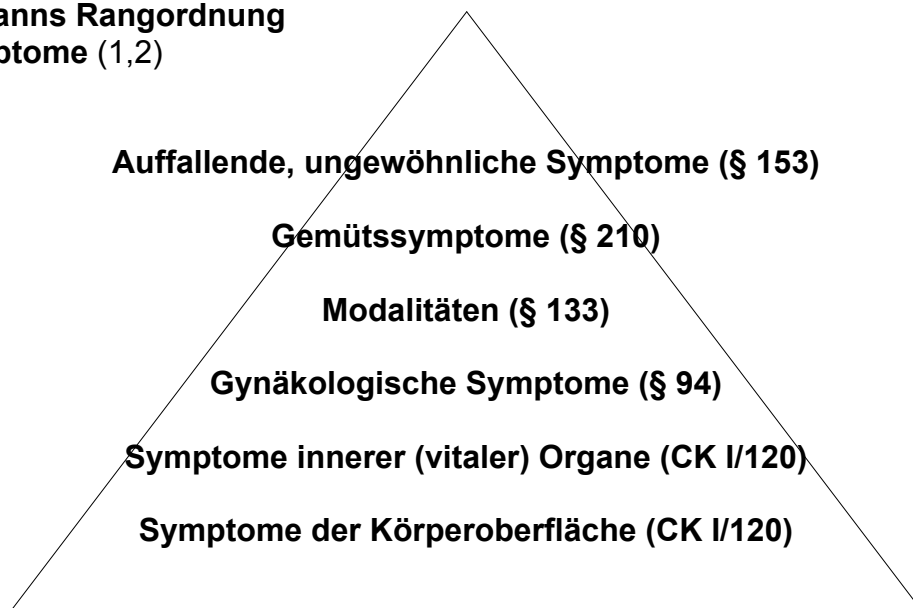 anns Rangordnung
ptome (1,2)
Auffallende, ungewöhnliche Symptome (§ 153)
Gemütssymptome (§ 210)
Modalitäten (§ 133)
Gynäkologische Symptome (§ 94)
Symptome innerer (vitaler) Organe (CK I/120)
Symptome der Körperoberfläche (CK I/120)